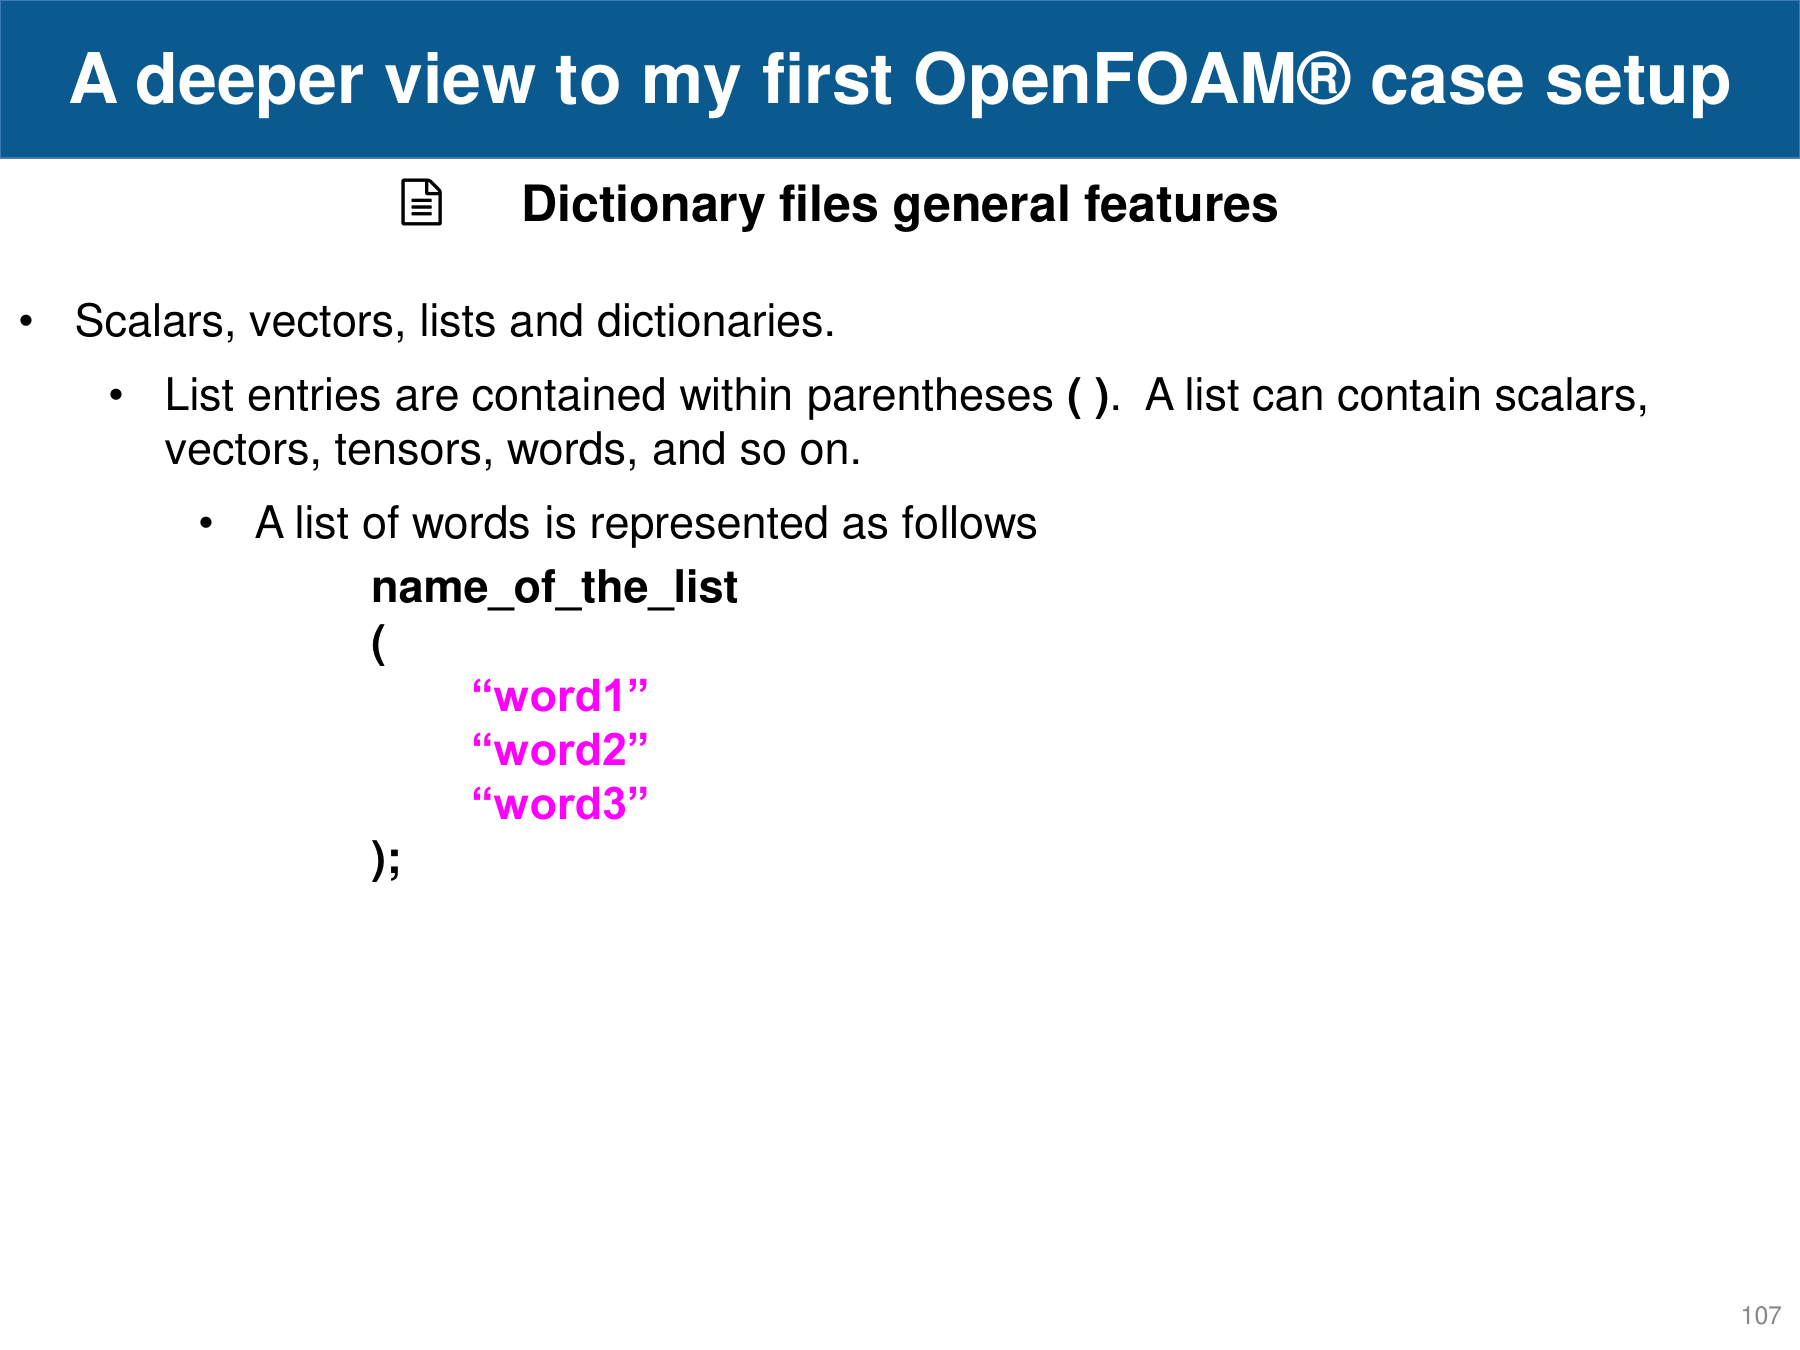 A deeper view to my first OpenFOAM® case setup
Dictionary files general features
• Scalars, vectors, lists and dictionaries.
• List entries are contained within parentheses ( ).  A list can contain scalars,
vectors, tensors, words, and so on.
• A list of words is represented as follows
name_of_the_list
(
“word1”
“word2”
“word3”
);
107